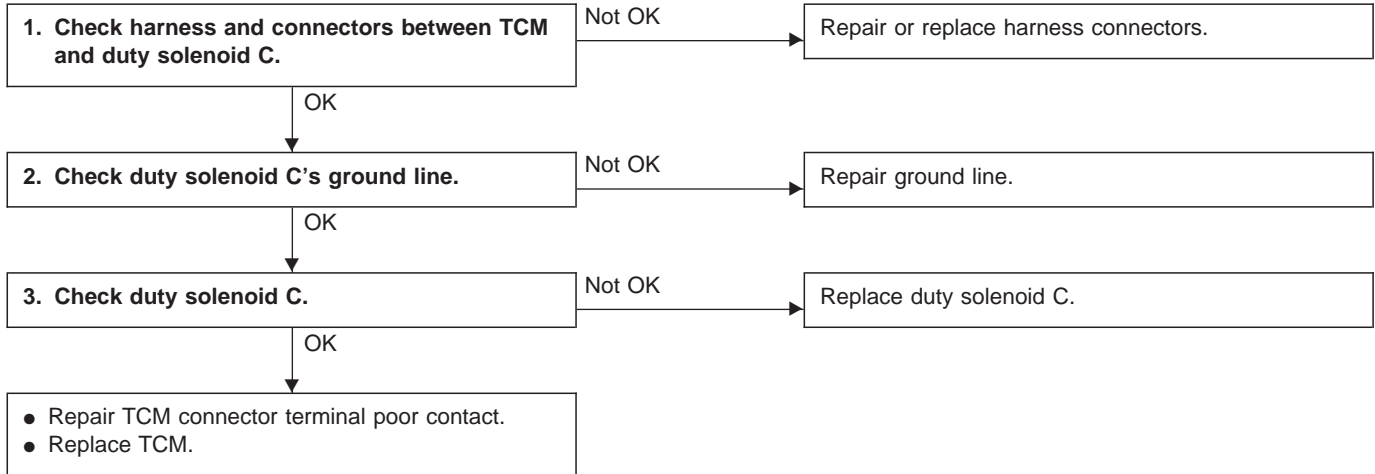 1. Check harness and connectors between TCM
and duty solenoid C.
Not OK
Repair or replace harness connectors.
OK
2. Check duty solenoid C’s ground line.
Not OK
Repair ground line.
OK
3. Check duty solenoid C.
Not OK
Replace duty solenoid C.
OK
● Repair TCM connector terminal poor contact.
● Replace TCM.